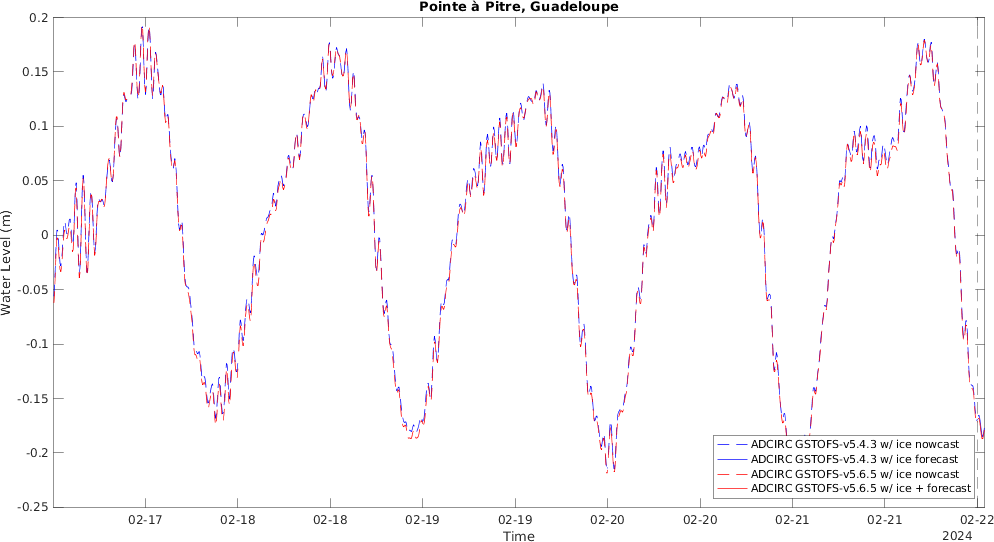 Pointe à Pitre, Guadeloupe
0.2
0.15
0.1
0.05
0
-0.05
-0.1
-0.15
-0.2
-0.25
Water Level (m)
ADCIRC GSTOFS-v5.4.3 w/ ice nowcast
ADCIRC GSTOFS-v5.4.3 w/ ice forecast
ADCIRC GSTOFS-v5.6.5 w/ ice nowcast
ADCIRC GSTOFS-v5.6.5 w/ ice + forecast
02-17 02-18 02-18 02-19 02-19 02-20 02-20 02-21 02-21 02-22
Time
2024